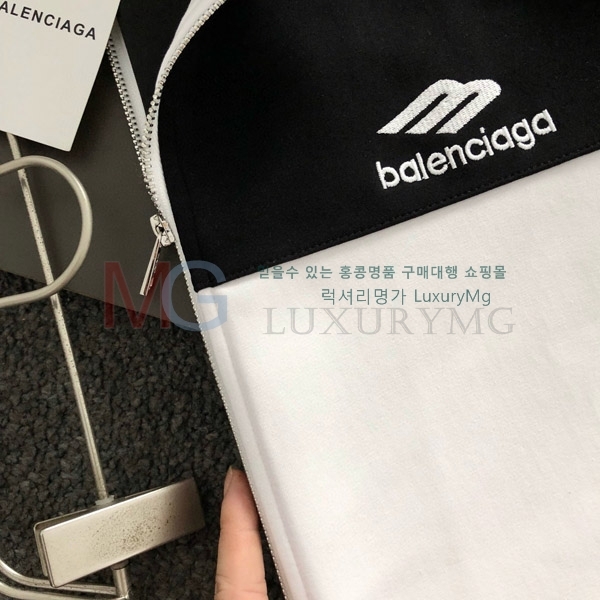 BALENCIAGA
balenciaga
믿을수 있는 홍콩명품 구매대행 쇼핑몰
럭셔리명가 LuxuryMg
MG LUXURYMG